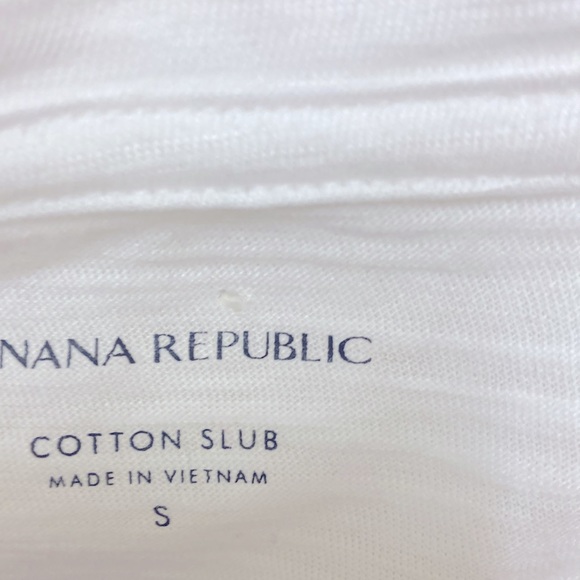 NANA REPUBLIC
COTTON SLUB
MADE IN VIETNAM
S